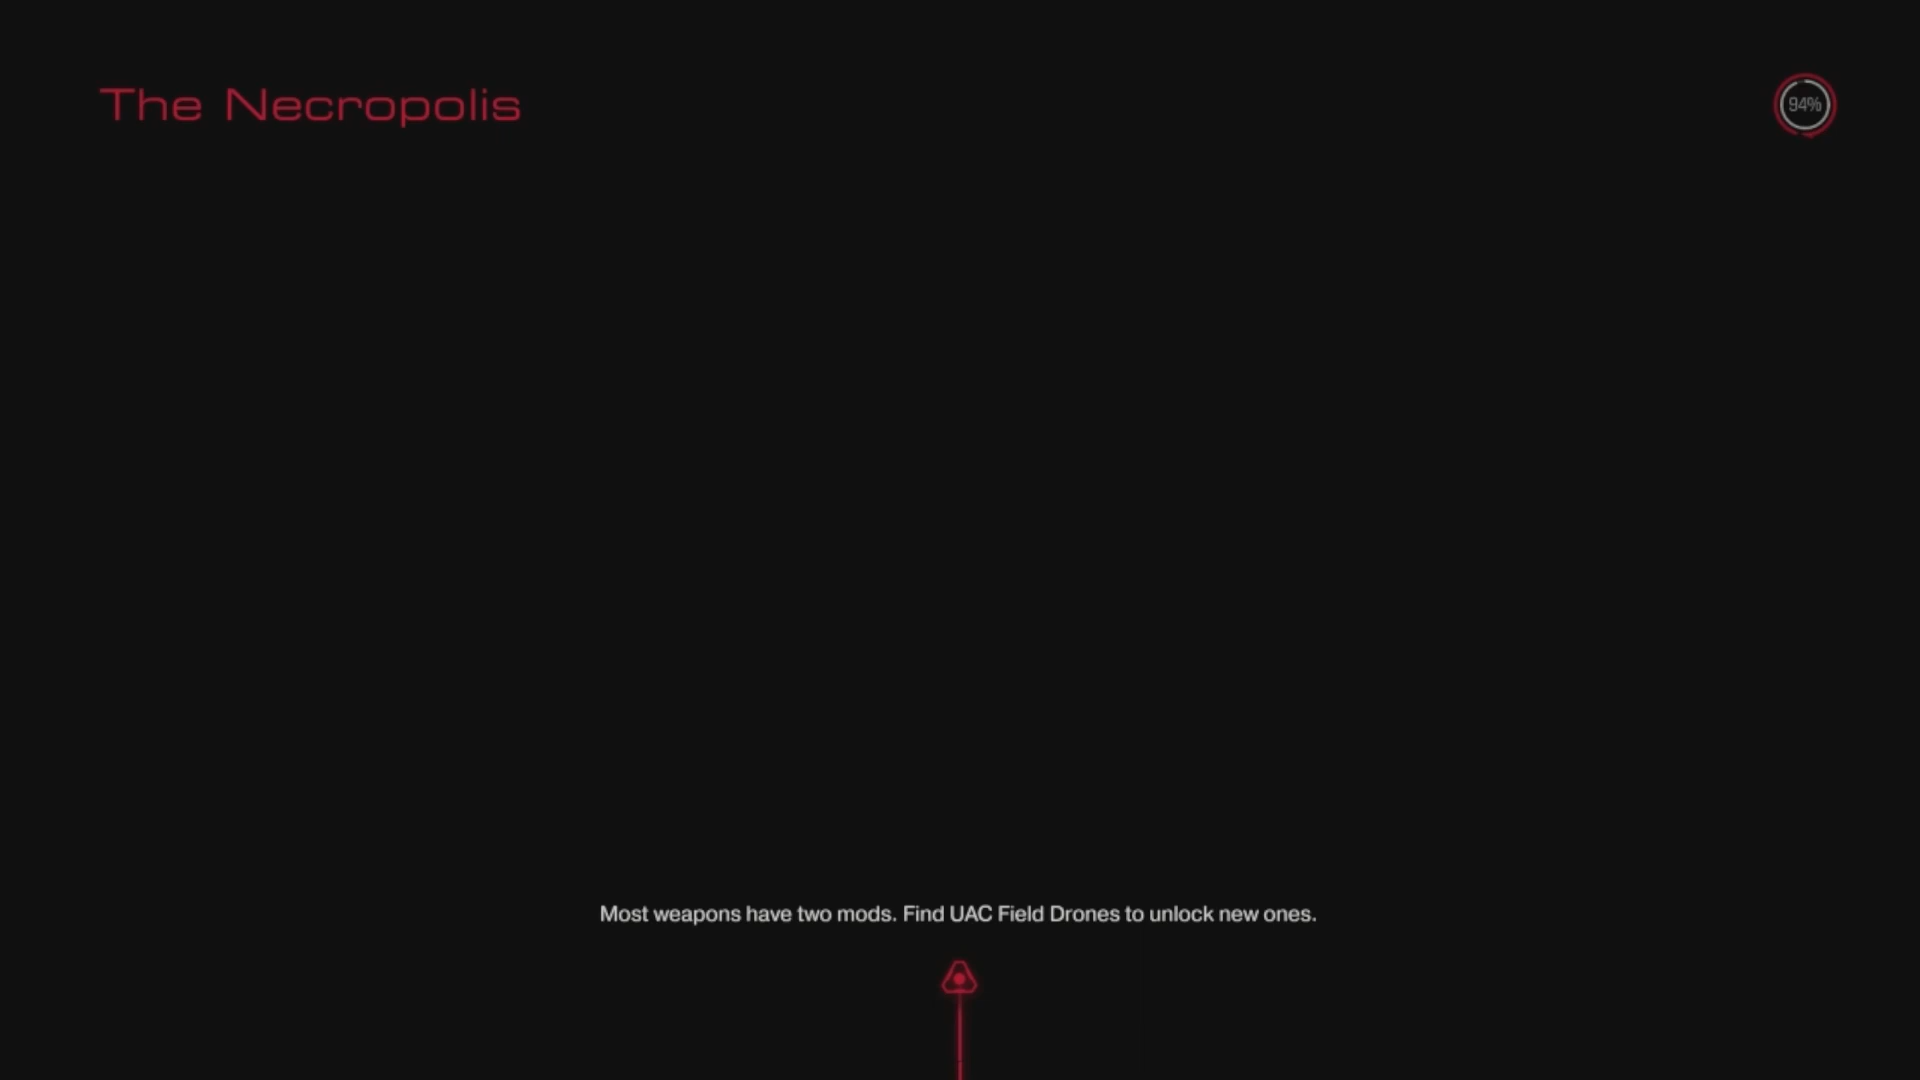 The Necropolis
94%
Most weapons have two mods. Find UAC Field Drones to unlock new ones.